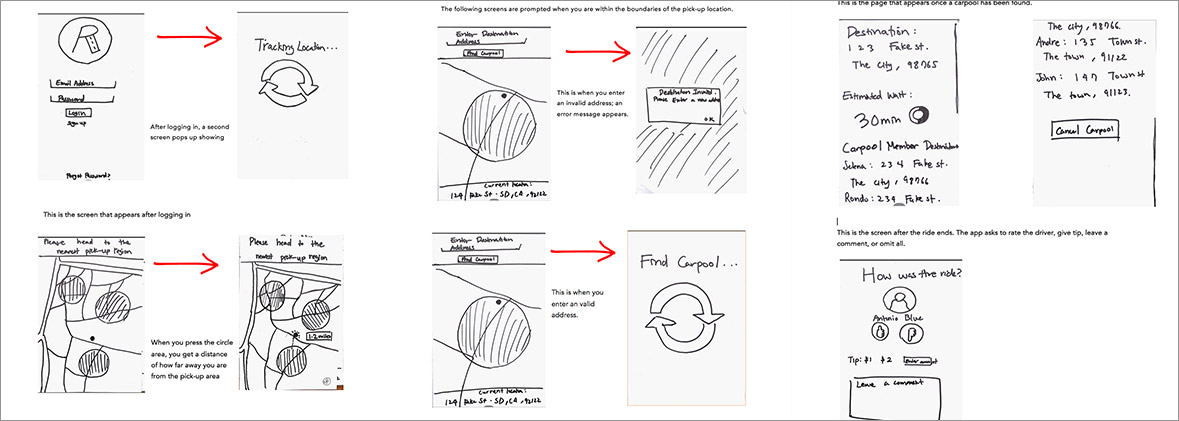 Email Address
Password
Login
Sign up
Forgot Password?
After logging in, a second
screen pops up showing
Tracking Location...
This is the screen that appears after logging in
Please head to the
nearest pick-up region
When you press the circle
area, you get a distance
of how far away you are
from the pick-up area
Please head to the
nearest pick-up region
1.2 miles
The following screens are prompted when you are within the boundaries of the pick-up location.
Enter Destination
Address
Find Carpool
Current Location:
124 Fake St. SD, CA, 92122
This is when you enter
an invalid address; an
error message appears.
Destination Invalid.
Please Enter a new
OK
Enter Destination
Address
Find Carpool
Current Location:
124 Fake St. SD, CA, 92122
This is when you
enter an valid
address.
Find Carpool...
This is the page that appears once a carpool has been found.
Destination:
123 Fake st.
The city, 98765
Estimated Wait:
30min
Carpool Member Destinations
Selena: 234 Fake st.
The city, 98766
Rondo: 234 Fake st.
The city, 98766.
Andre: 135 Town st.
The town, 91122
John: 147 Town st
The town, 91123.
Cancel Carpool
This is the screen after the ride ends. The app asks to rate the driver, give tip, leave a
comment, or omit all.
How was the ride?
Antonio Blue
Tip: $1 $2
Leave a comment